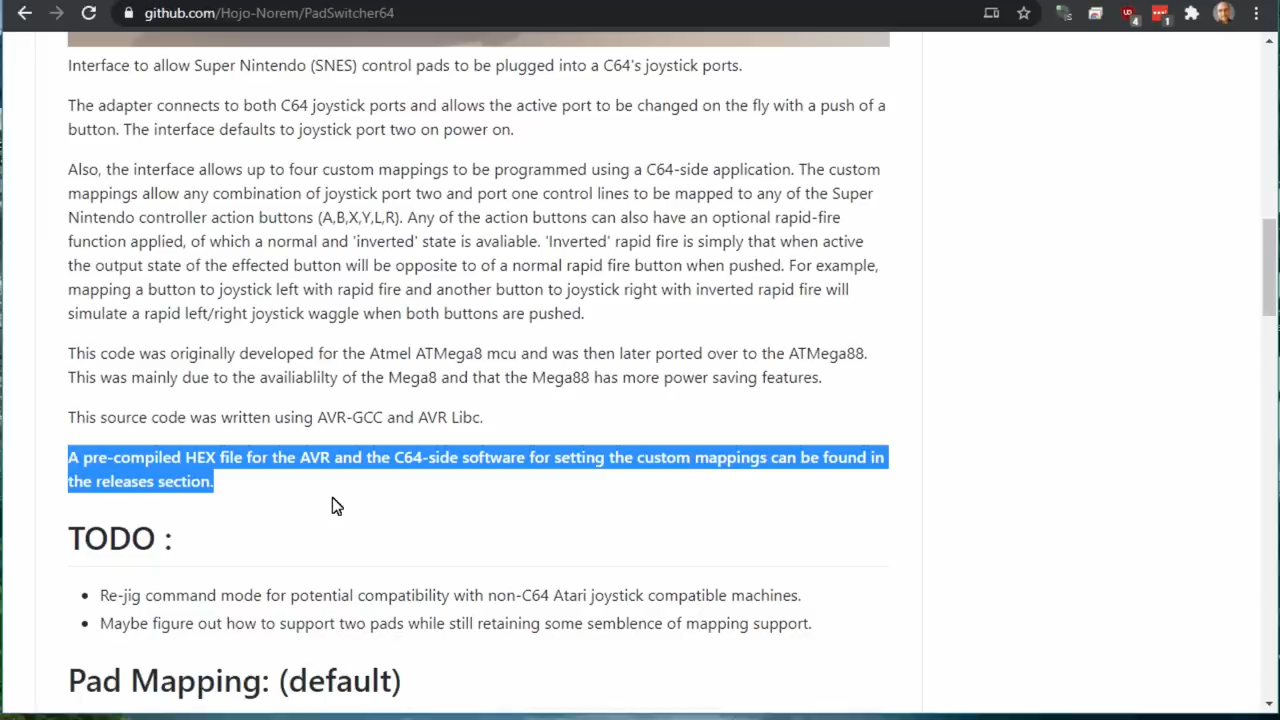 github.com/Hojo-Norem/PadSwitcher64
4
1
Interface to allow Super Nintendo (SNES) control pads to be plugged into a C64's joystick ports.
The adapter connects to both C64 joystick ports and allows the active port to be changed on the fly with a push of a
button. The interface defaults to joystick port two on power on.
Also, the interface allows up to four custom mappings to be programmed using a C64-side application. The custom
mappings allow any combination of joystick port two and port one control lines to be mapped to any of the Super
Nintendo controller action buttons (A,B,X,Y,L,R). Any of the action buttons can also have an optional rapid-fire
function applied, of which a normal and 'inverted' state is avaliable. 'Inverted' rapid fire is simply that when active
the output state of the effected button will be opposite to of a normal rapid fire button when pushed. For example,
mapping a button to joystick left with rapid fire and another button to joystick right with inverted rapid fire will
simulate a rapid left/right joystick waggle when both buttons are pushed.
This code was originally developed for the Atmel ATMega8 mcu and was then later ported over to the ATMega88.
This was mainly due to the availiablilty of the Mega8 and that the Mega88 has more power saving features.
This source code was written using AVR-GCC and AVR Libc.
A pre-compiled HEX file for the AVR and the C64-side software for setting the custom mappings can be found in
the releases section.
TODO :
Re-jig command mode for potential compatibility with non-C64 Atari joystick compatible machines.
Maybe figure out how to support two pads while still retaining some semblence of mapping support.
Pad Mapping: (default)